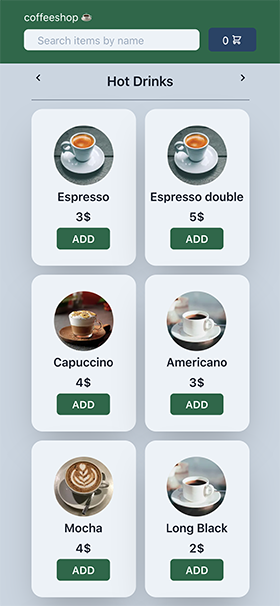 coffeeshop ☕
Search items by name
0
Hot Drinks
Espresso
3$
ADD
Espresso double
5$
ADD
Capuccino
4$
ADD
Americano
3$
ADD
Mocha
4$
ADD
Long Black
2$
ADD